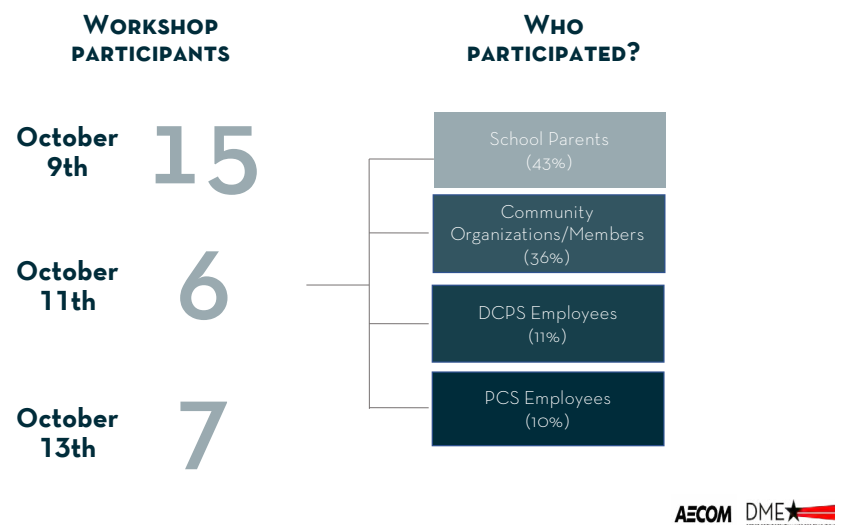 WORKSHOP
PARTICIPANTS
WHO
PARTICIPATED?
October
9th
15
October
11th
6
October
13th
7
School Parents
(43%)
Community
Organizations/Members
(36%)
DCPS Employees
(11%)
PCS Employees
(10%)
AECOM
DME